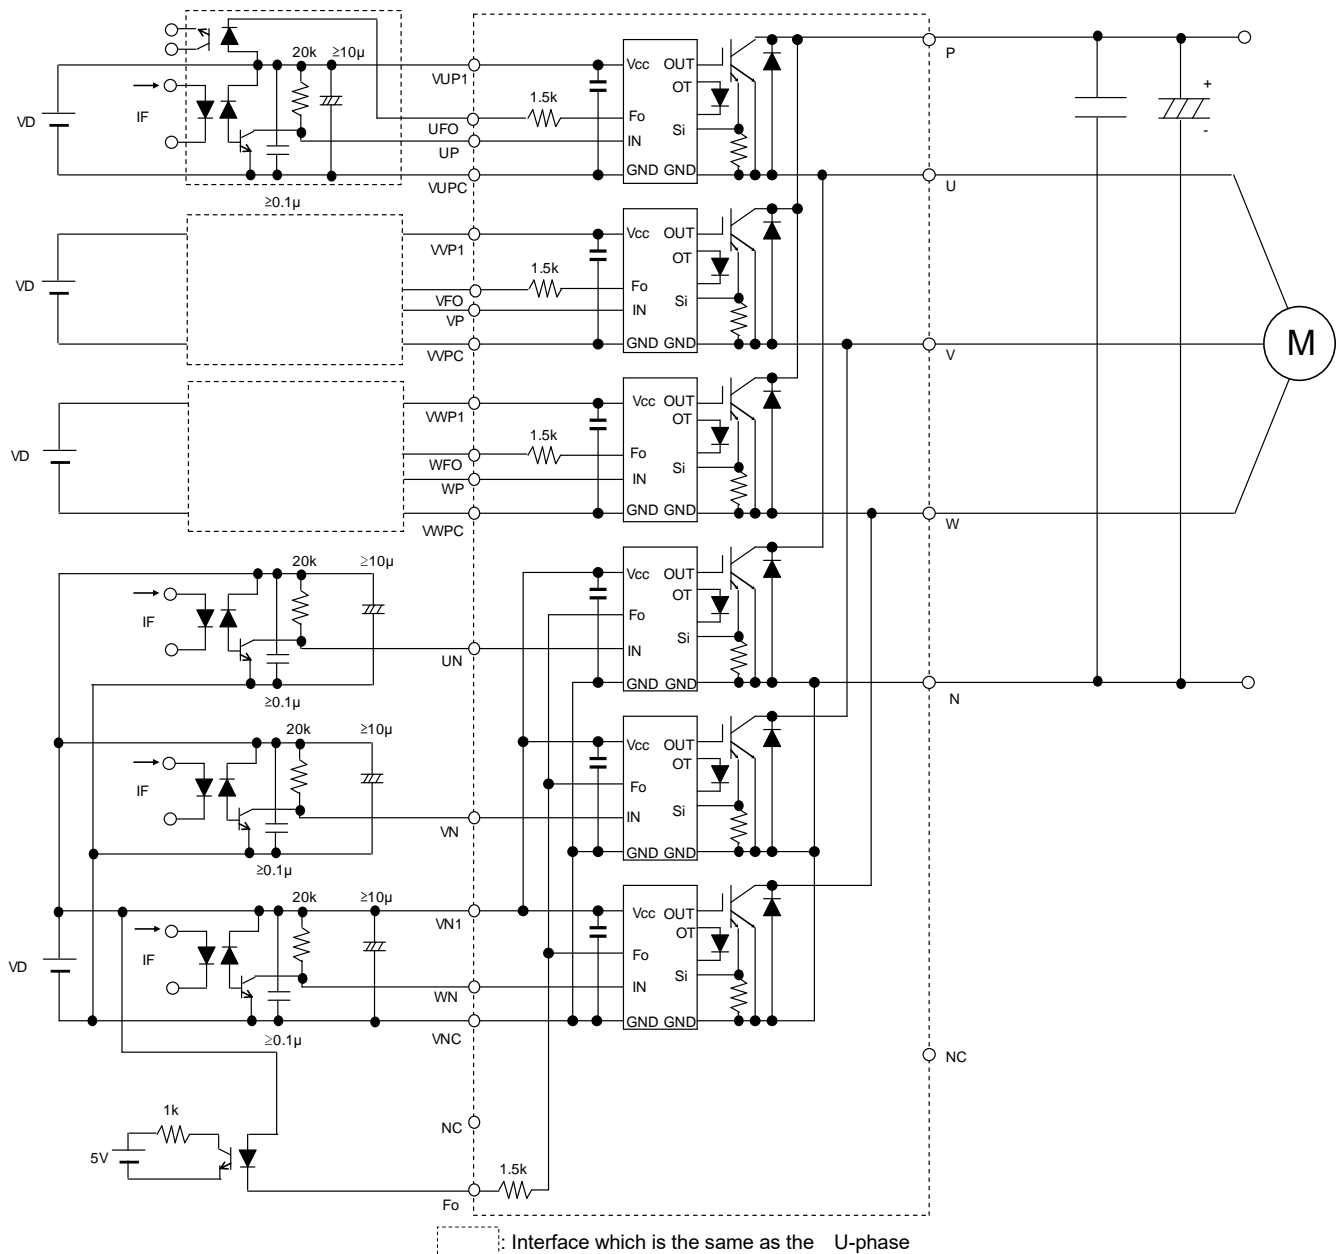 20k ≥10μ
VD
IF
≥0.1μ
VUP1
UFO
UP
VUPC
1.5k
Vcc OUT
OT
Fo
Si
IN
GND GND
P
U
+
-
VD
VVP1
VFO
VP
VVPC
1.5k
Vcc OUT
OT
Fo
Si
IN
GND GND
V
M
VD
VWP1
WFO
WP
VWPC
1.5k
Vcc OUT
OT
Fo
Si
IN
GND GND
W
20k ≥10μ
IF
≥0.1μ
UN
Vcc OUT
OT
Fo
Si
IN
GND GND
N
20k ≥10μ
IF
≥0.1μ
VN
Vcc OUT
OT
Fo
Si
IN
GND GND
20k ≥10μ
VD
IF
≥0.1μ
VN1
WN
VNC
Vcc OUT
OT
Fo
Si
IN
GND GND
NC
1k
5V
NC
1.5k
Fo
: Interface which is the same as the U-phase